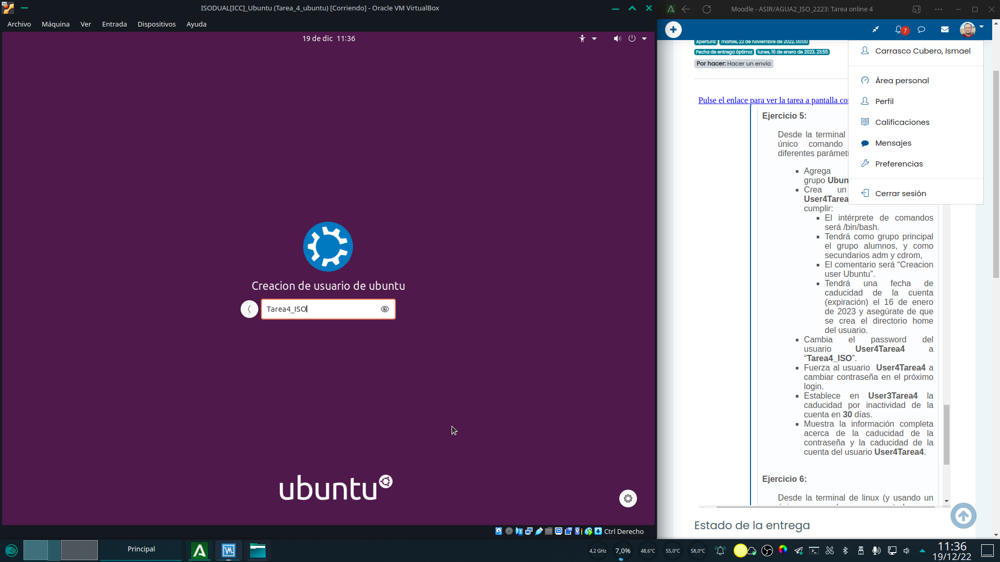 ISODUAL[ICC]_Ubuntu (Tarea_4_ubuntu) [Corriendo] - Oracle VM VirtualBox
Archivo Máquina Ver Entrada Dispositivos Ayuda
19 de dic 11:36
Creacion de usuario de ubuntu
Tarea4_ISO
ubuntu
Ctrl Derecho
Moodle - ASIR/AGUA2_ISO_2223: Tarea online 4
7
Apertura: martes, 22 de noviembre de 2022, 00:00
Fecha de entrega óptima: lunes, 16 de enero de 2023, 23:55
Por hacer: Hacer un envío
Carrasco Cubero, Ismael
Área personal
Perfil
Calificaciones
Mensajes
Preferencias
Cerrar sesión
Pulse el enlace para ver la tarea a pantalla co
Ejercicio 5:
Desde la terminal
único comando
diferentes parámet
Agrega
grupo Ubun
Crea un
User4Tarea
cumplir:
El intérprete de comandos
será /bin/bash.
Tendrá como grupo principal
el grupo alumnos, y como
secundarios adm y cdrom,
El comentario será “Creacion
user Ubuntu”.
Tendrá una fecha de
caducidad de la cuenta
(expiración) el 16 de enero
de 2023 y asegúrate de que
se crea el directorio home
del usuario.
Cambia el password del
usuario User4Tarea4 a
“Tarea4_ISO”.
Fuerza al usuario User4Tarea4 a
cambiar contraseña en el próximo
login.
Establece en User3Tarea4 la
caducidad por inactividad de la
cuenta en 30 días.
Muestra la información completa
acerca de la caducidad de la
contraseña y la caducidad de la
cuenta del usuario User4Tarea4.
Ejercicio 6:
Desde la terminal de linux (y usando un
Estado de la entrega
Principal
4,2 GHz 7,0% 48,6°C 55,0°C 58,0°C
11:36
19/12/22